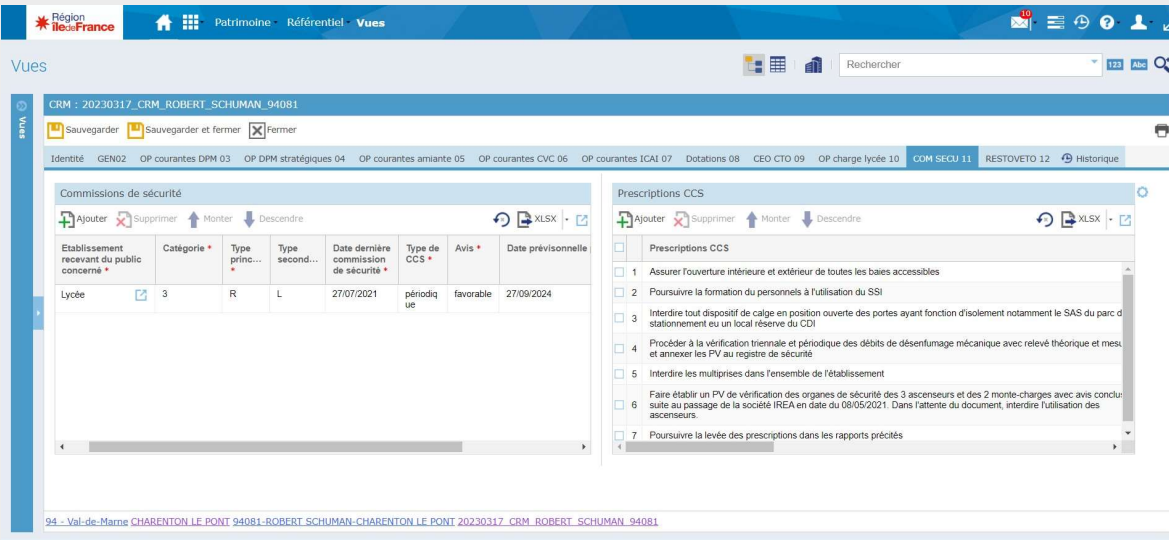 Région
îledeFrance
Patrimoine Référentiel Vues
10
Vues
Rechercher
123 Abc
Vues
CRM : 20230317_CRM_ROBERT_SCHUMAN_94081
Sauvegarder Sauvegarder et fermer Fermer
Identité GEN02 OP courantes DPM 03 OP DPM stratégiques 04 OP courantes amiante 05 OP courantes CVC 06 OP courantes ICAI 07 Dotations 08 CEO CTO 09 OP charge lycée 10 COM SECU 11 RESTOVETO 12 Historique
Commissions de sécurité
Ajouter Supprimer Monter Descendre XLSX
Etablissement recevant du public concerné * Catégorie * Type princ... * Type second... Date dernière commission de sécurité * Type de CCS * Avis * Date prévisonnelle
Lycée 3 R L 27/07/2021 périodique favorable 27/09/2024
Prescriptions CCS
Ajouter Supprimer Monter Descendre XLSX
Prescriptions CCS
1 Assurer l'ouverture intérieure et extérieur de toutes les baies accessibles
2 Poursuivre la formation du personnels à l'utilisation du SSI
3 Interdire tout dispositif de calge en position ouverte des portes ayant fonction d'isolement notamment le SAS du parc d
stationnement eu un local réserve du CDI
4 Procéder à la vérification triennale et périodique des débits de désenfumage mécanique avec relevé théorique et mesu
et annexer les PV au registre de sécurité
5 Interdire les multiprises dans l'ensemble de l'établissement
6 Faire établir un PV de vérification des organes de sécurité des 3 ascenseurs et des 2 monte-charges avec avis conclu
suite au passage de la société IREA en date du 08/05/2021. Dans l'attente du document, interdire l'utilisation des
ascenseurs.
7 Poursuivre la levée des prescriptions dans les rapports précités
94 - Val-de-Marne CHARENTON LE PONT 94081-ROBERT SCHUMAN-CHARENTON LE PONT 20230317_CRM_ROBERT_SCHUMAN_94081